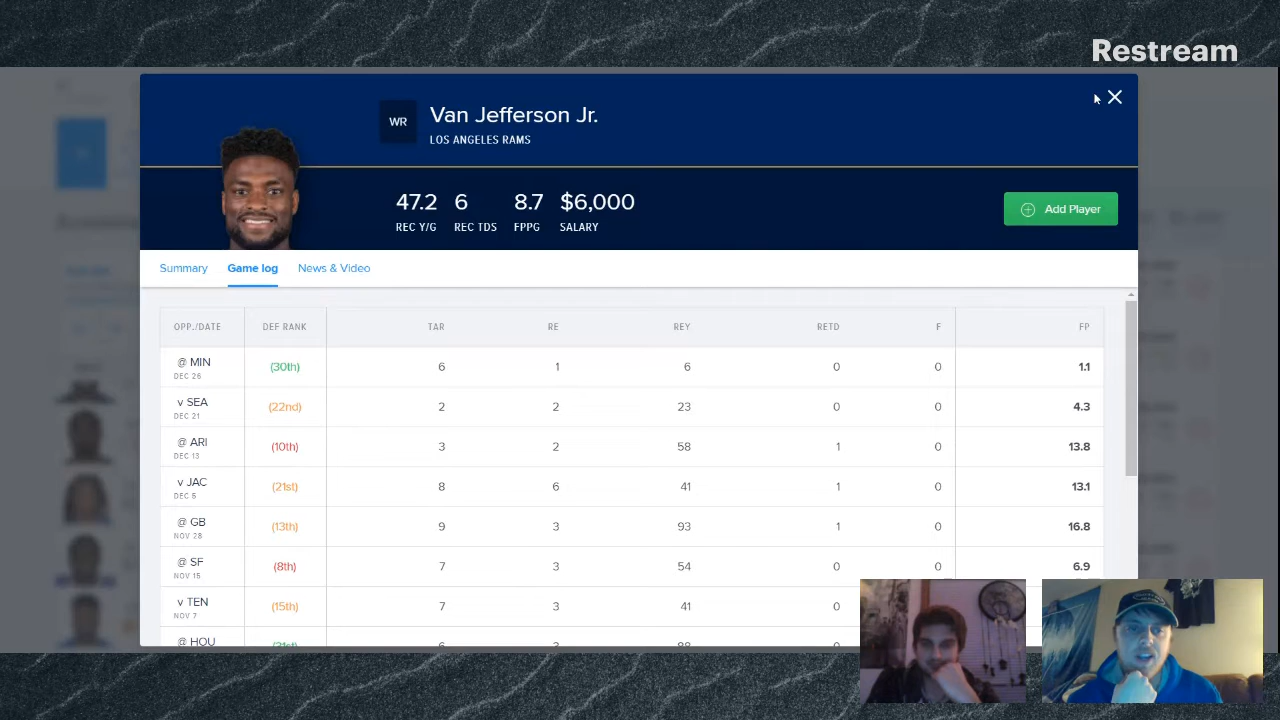 Restream
WR
Van Jefferson Jr.
LOS ANGELES RAMS
47.2 6 8.7 $6,000
REC Y/G REC TDS FPPG SALARY
Add Player
Summary Game log News & Video
OPP./DATE DEF RANK TAR RE REY RETD F FP
@ MIN
DEC 26
(30th) 6 1 6 0 0 1.1
v SEA
DEC 21
(22nd) 2 2 23 0 0 4.3
@ ARI
DEC 13
(10th) 3 2 58 1 0 13.8
v JAC
DEC 5
(21st) 8 6 41 1 0 13.1
@ GB
NOV 28
(13th) 9 3 93 1 0 16.8
@ SF
NOV 15
(8th) 7 3 54 0 0 6.9
v TEN
NOV 7
(15th) 7 3 41 0
@ HOU